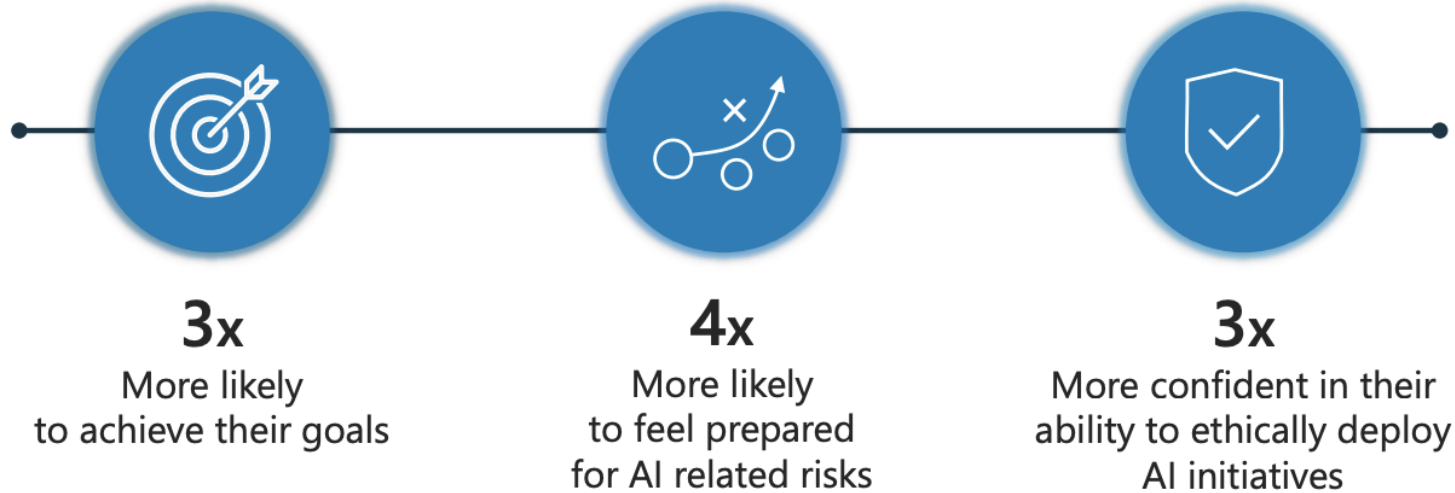 3x
More likely
to achieve their goals
4x
More likely
to feel prepared
for AI related risks
3x
More confident in their
ability to ethically deploy
AI initiatives